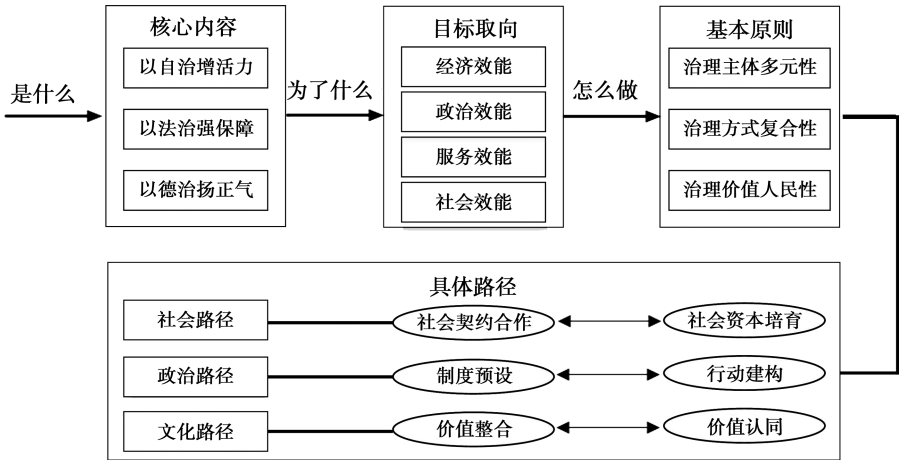 是什么
核心内容
以自治增活力
以法治强保障
以德治扬正气
为了什么
目标取向
经济效能
政治效能
服务效能
社会效能
怎么做
基本原则
治理主体多元性
治理方式复合性
治理价值人民性
具体路径
社会路径
社会契约合作
社会资本培育
政治路径
制度预设
行动建构
文化路径
价值整合
价值认同